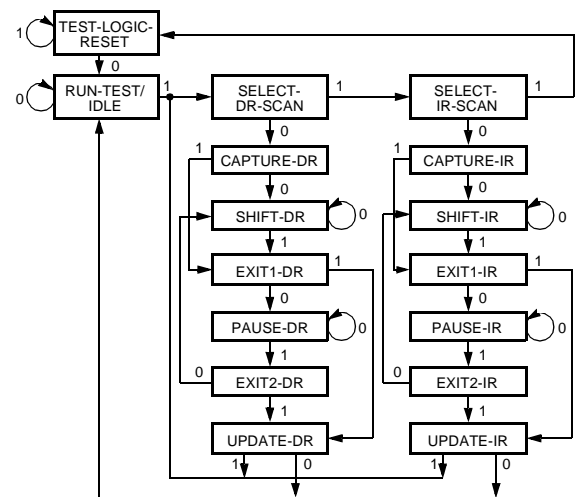 TEST-LOGIC-
RESET
1
0
RUN-TEST/
IDLE
0
1
SELECT-
DR-SCAN
1
SELECT-
IR-SCAN
1
0
0
1
CAPTURE-DR
1
CAPTURE-IR
0
0
SHIFT-DR
0
SHIFT-IR
0
1
1
EXIT1-DR
1
EXIT1-IR
1
0
0
PAUSE-DR
0
PAUSE-IR
0
1
1
0
EXIT2-DR
0
EXIT2-IR
1
1
UPDATE-DR
UPDATE-IR
1
0
1
0